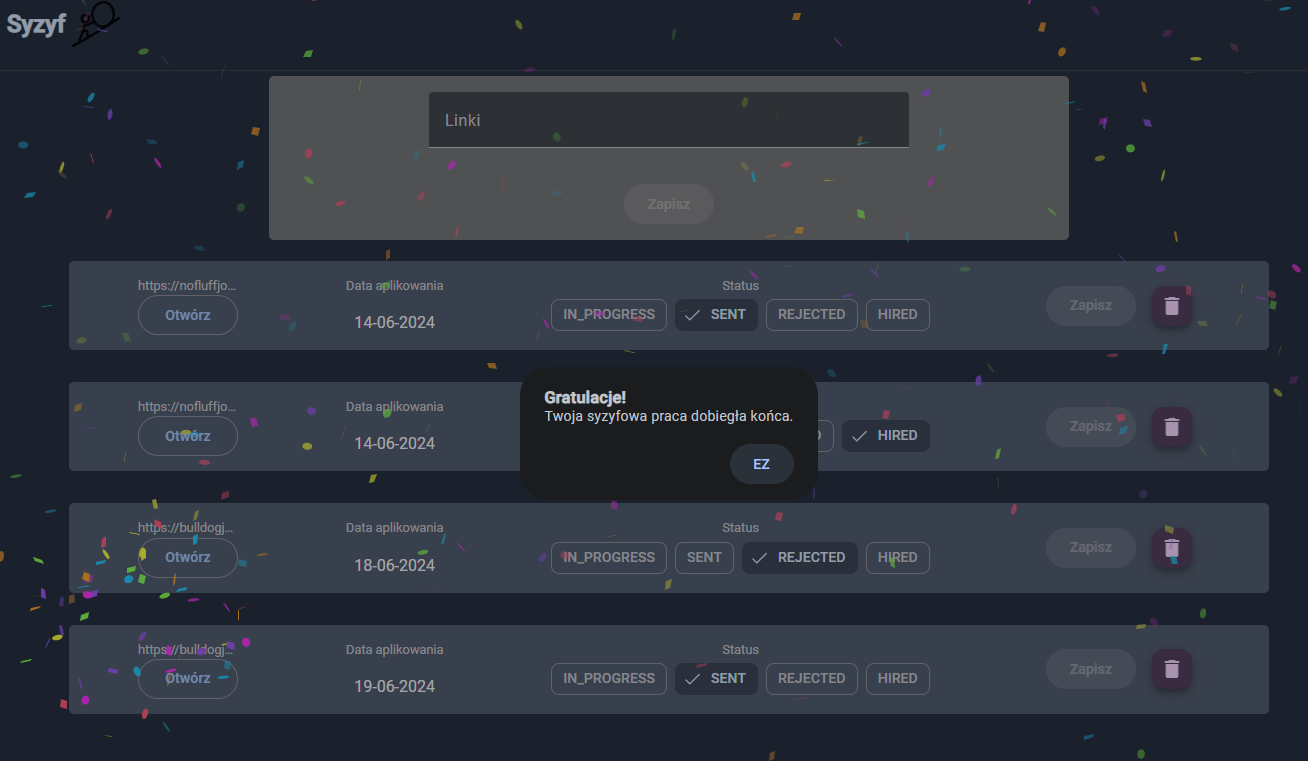 Syzyf
Linki
Zapisz
https://nofluffjo...
Data aplikowania
Status
Otwórz
14-06-2024
IN_PROGRESS
SENT
REJECTED
HIRED
Zapisz
https://nofluffjo...
Data aplikowania
Otwórz
14-06-2024
HIRED
Zapisz
Gratulacje!
Twoja syzyfowa praca dobiegła końca.
EZ
https://bulldogj...
Data aplikowania
Status
Otwórz
18-06-2024
IN_PROGRESS
SENT
REJECTED
HIRED
Zapisz
https://bulldogj...
Data aplikowania
Status
Otwórz
19-06-2024
IN_PROGRESS
SENT
REJECTED
HIRED
Zapisz